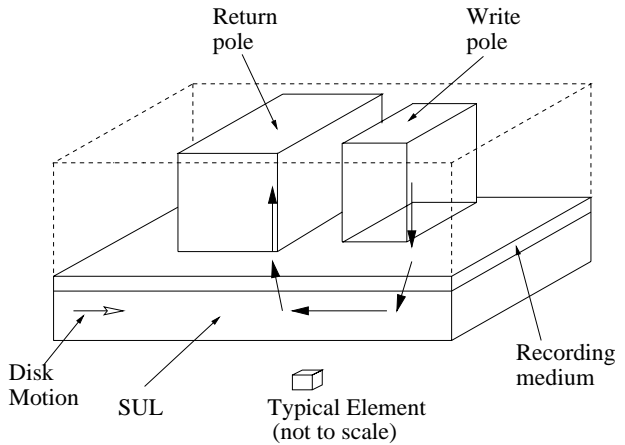 Return
pole
Write
pole
Disk
Motion
SUL
Typical Element
(not to scale)
Recording
medium